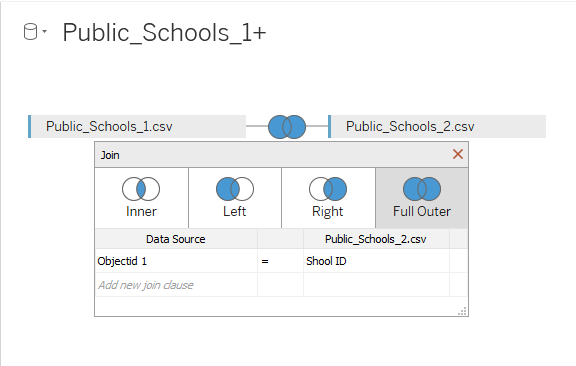 Public_Schools_1+
Public_Schools_1.csv Public_Schools_2.csv
Join
Inner Left Right Full Outer
Data Source Public_Schools_2.csv
Objectid 1 = Shool ID
Add new join clause